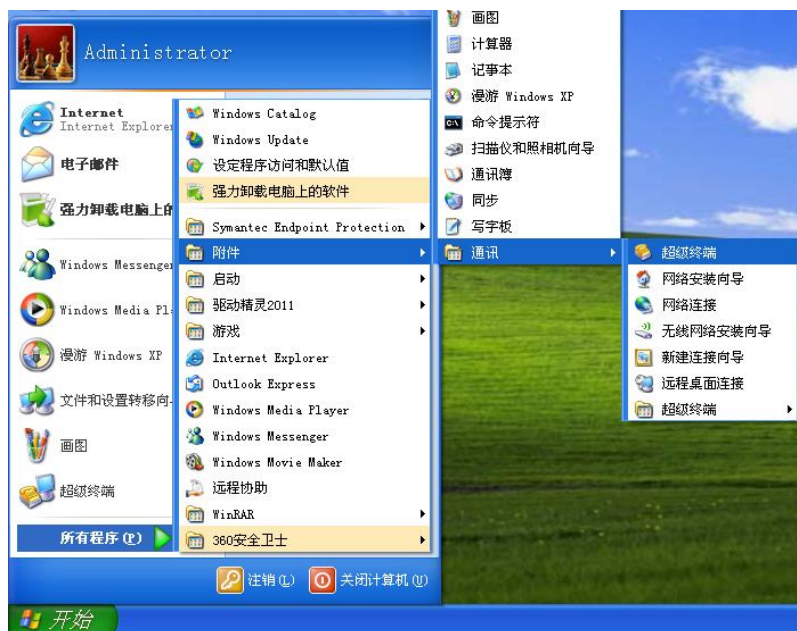 Administrator
Internet
Internet Explorer
电子邮件
强力卸载电脑上的
Windows Messenger
Windows Media Pl
漫游 Windows XP
文件和设置转移向
画图
超级终端
所有程序(P)
Windows Catalog
Windows Update
设定程序访问和默认值
强力卸载电脑上的软件
Symantec Endpoint Protection
附件
启动
驱动精灵2011
游戏
Internet Explorer
Outlook Express
Windows Media Player
Windows Messenger
Windows Movie Maker
远程协助
WinRAR
360安全卫士
画图
计算器
记事本
漫游 Windows XP
命令提示符
扫描仪和照相机向导
通讯簿
同步
写字板
通讯
超级终端
网络安装向导
网络连接
无线网络安装向导
新建连接向导
远程桌面连接
超级终端
注销(L)
关闭计算机(U)
开始